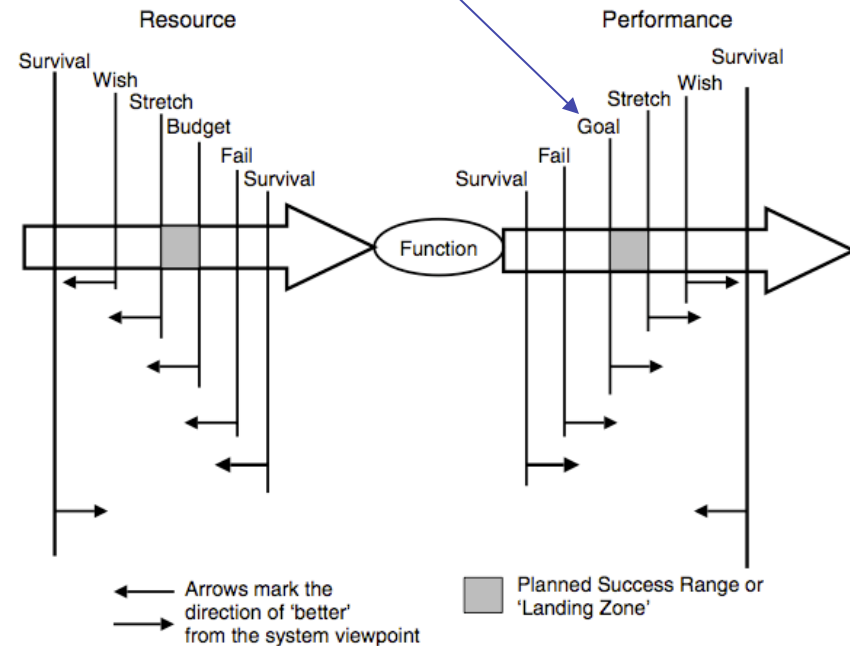 Resource
Performance
Survival
Wish
Stretch
Budget
Fail
Survival
Survival
Fail
Goal
Stretch
Wish
Survival
Function
Arrows mark the
direction of 'better'
from the system viewpoint
Planned Success Range or
'Landing Zone'